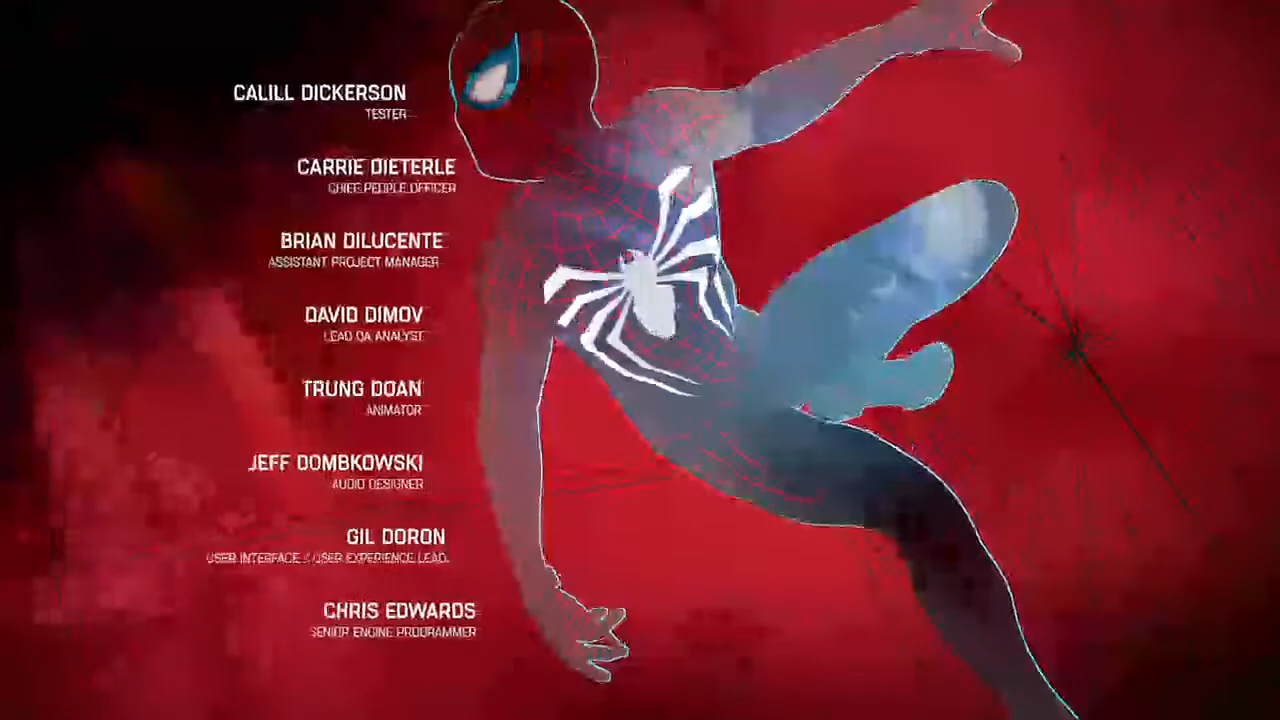 CALILL DICKERSON
TESTER
CARRIE DIETERLE
CHIEF PEOPLE OFFICER
BRIAN DILUCENTE
ASSISTANT PROJECT MANAGER
DAVID DIMOV
LEAD QA ANALYST
TRUNG DOAN
ANIMATOR
JEFF DOMBKOWSKI
AUDIO DESIGNER
GIL DORON
USER INTERFACE / USER EXPERIENCE LEAD
CHRIS EDWARDS
SENIOR ENGINE PROGRAMMER